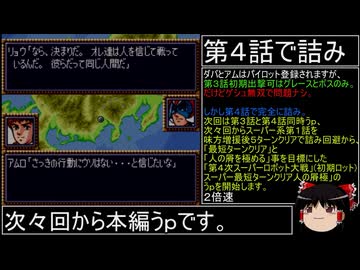 リョウ「なら、決まりだ。オレ達は人を信じて戦って
いるんだ。彼らだって同じ人間だ」
アムロ「さっきの行動にウソはない・・・と信じたいな」
第４話で詰み
ダバとアムはパイロット登録されますが、
第３話初期出撃可はグレースとボスのみ。
だけどゲシュ無双で問題ナシ。
しかし第４話で完全に詰み。
次回は第３話と第４話同時うp、
次々回からスーパー系第１話を
味方増援後５ターンクリアで詰み回避から、
「最短ターンクリア」と
「人の屑を極める」事を目標にした
「第４次スーパーロボット大戦」(初期ロット)
スーパー最短ターンクリア人の屑極」の
うpを開始します。
２倍速
次々回から本編うpです。